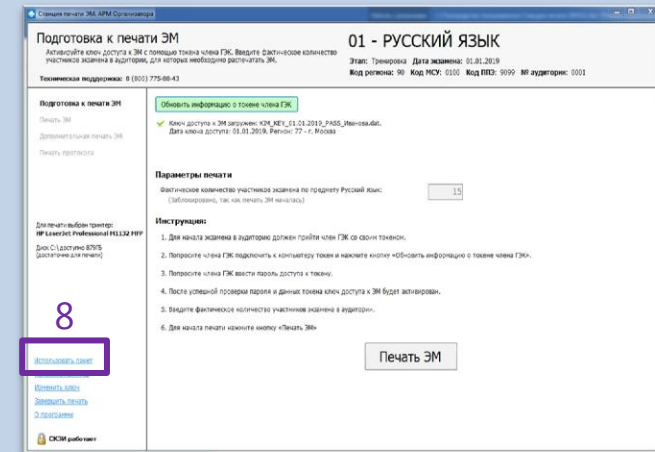 Станция печати ЭМ, АРМ Организатора
Подготовка к печати ЭМ
Активируйте ключ доступа к ЭМ с помощью токена члена ГЭК. Введите фактическое количество
участников экзамена в аудитории, для которых необходимо распечатать ЭМ.
Техническая поддержка: 8 (800) 775-88-43
01 - РУССКИЙ ЯЗЫК
Этап: Тренировка Дата экзамена: 01.01.2019
Код региона: 90 Код МСУ: 0100 Код ППЭ: 9099 № аудитории: 0001
Подготовка к печати ЭМ
Печать ЭМ
Дополнительная печать ЭМ
Печать протокола
Для печати выбран принтер:
HP LaserJet Professional M1132 MFP
Диск C:\ доступно 879ГБ
(достаточно для печати)
8
Использовать пакет
Изменить ключ
Завершить печать
О программе
СКЗИ работает
Обновить информацию о токене члена ГЭК
Ключ доступа к ЭМ загружен: KIM_KEY_01.01.2019_PASS_Иванова.dat.
Дата ключа доступа: 01.01.2019, Регион: 77 - г. Москва
Параметры печати
Фактическое количество участников экзамена по предмету Русский язык:
15
(Заблокировано, так как печать ЭМ началась)
Инструкция:
1. Для начала экзамена в аудиторию должен прийти член ГЭК со своим токеном.
2. Попросите члена ГЭК подключить к компьютеру токен и нажмите кнопку «Обновить информацию о токене члена ГЭК».
3. Попросите члена ГЭК ввести пароль доступа к токену.
4. После успешной проверки пароля и данных токена ключ доступа к ЭМ будет активирован.
5. Введите фактическое количество участников экзамена в аудитории.
6. Для начала печати нажмите кнопку «Печать ЭМ»
Печать ЭМ